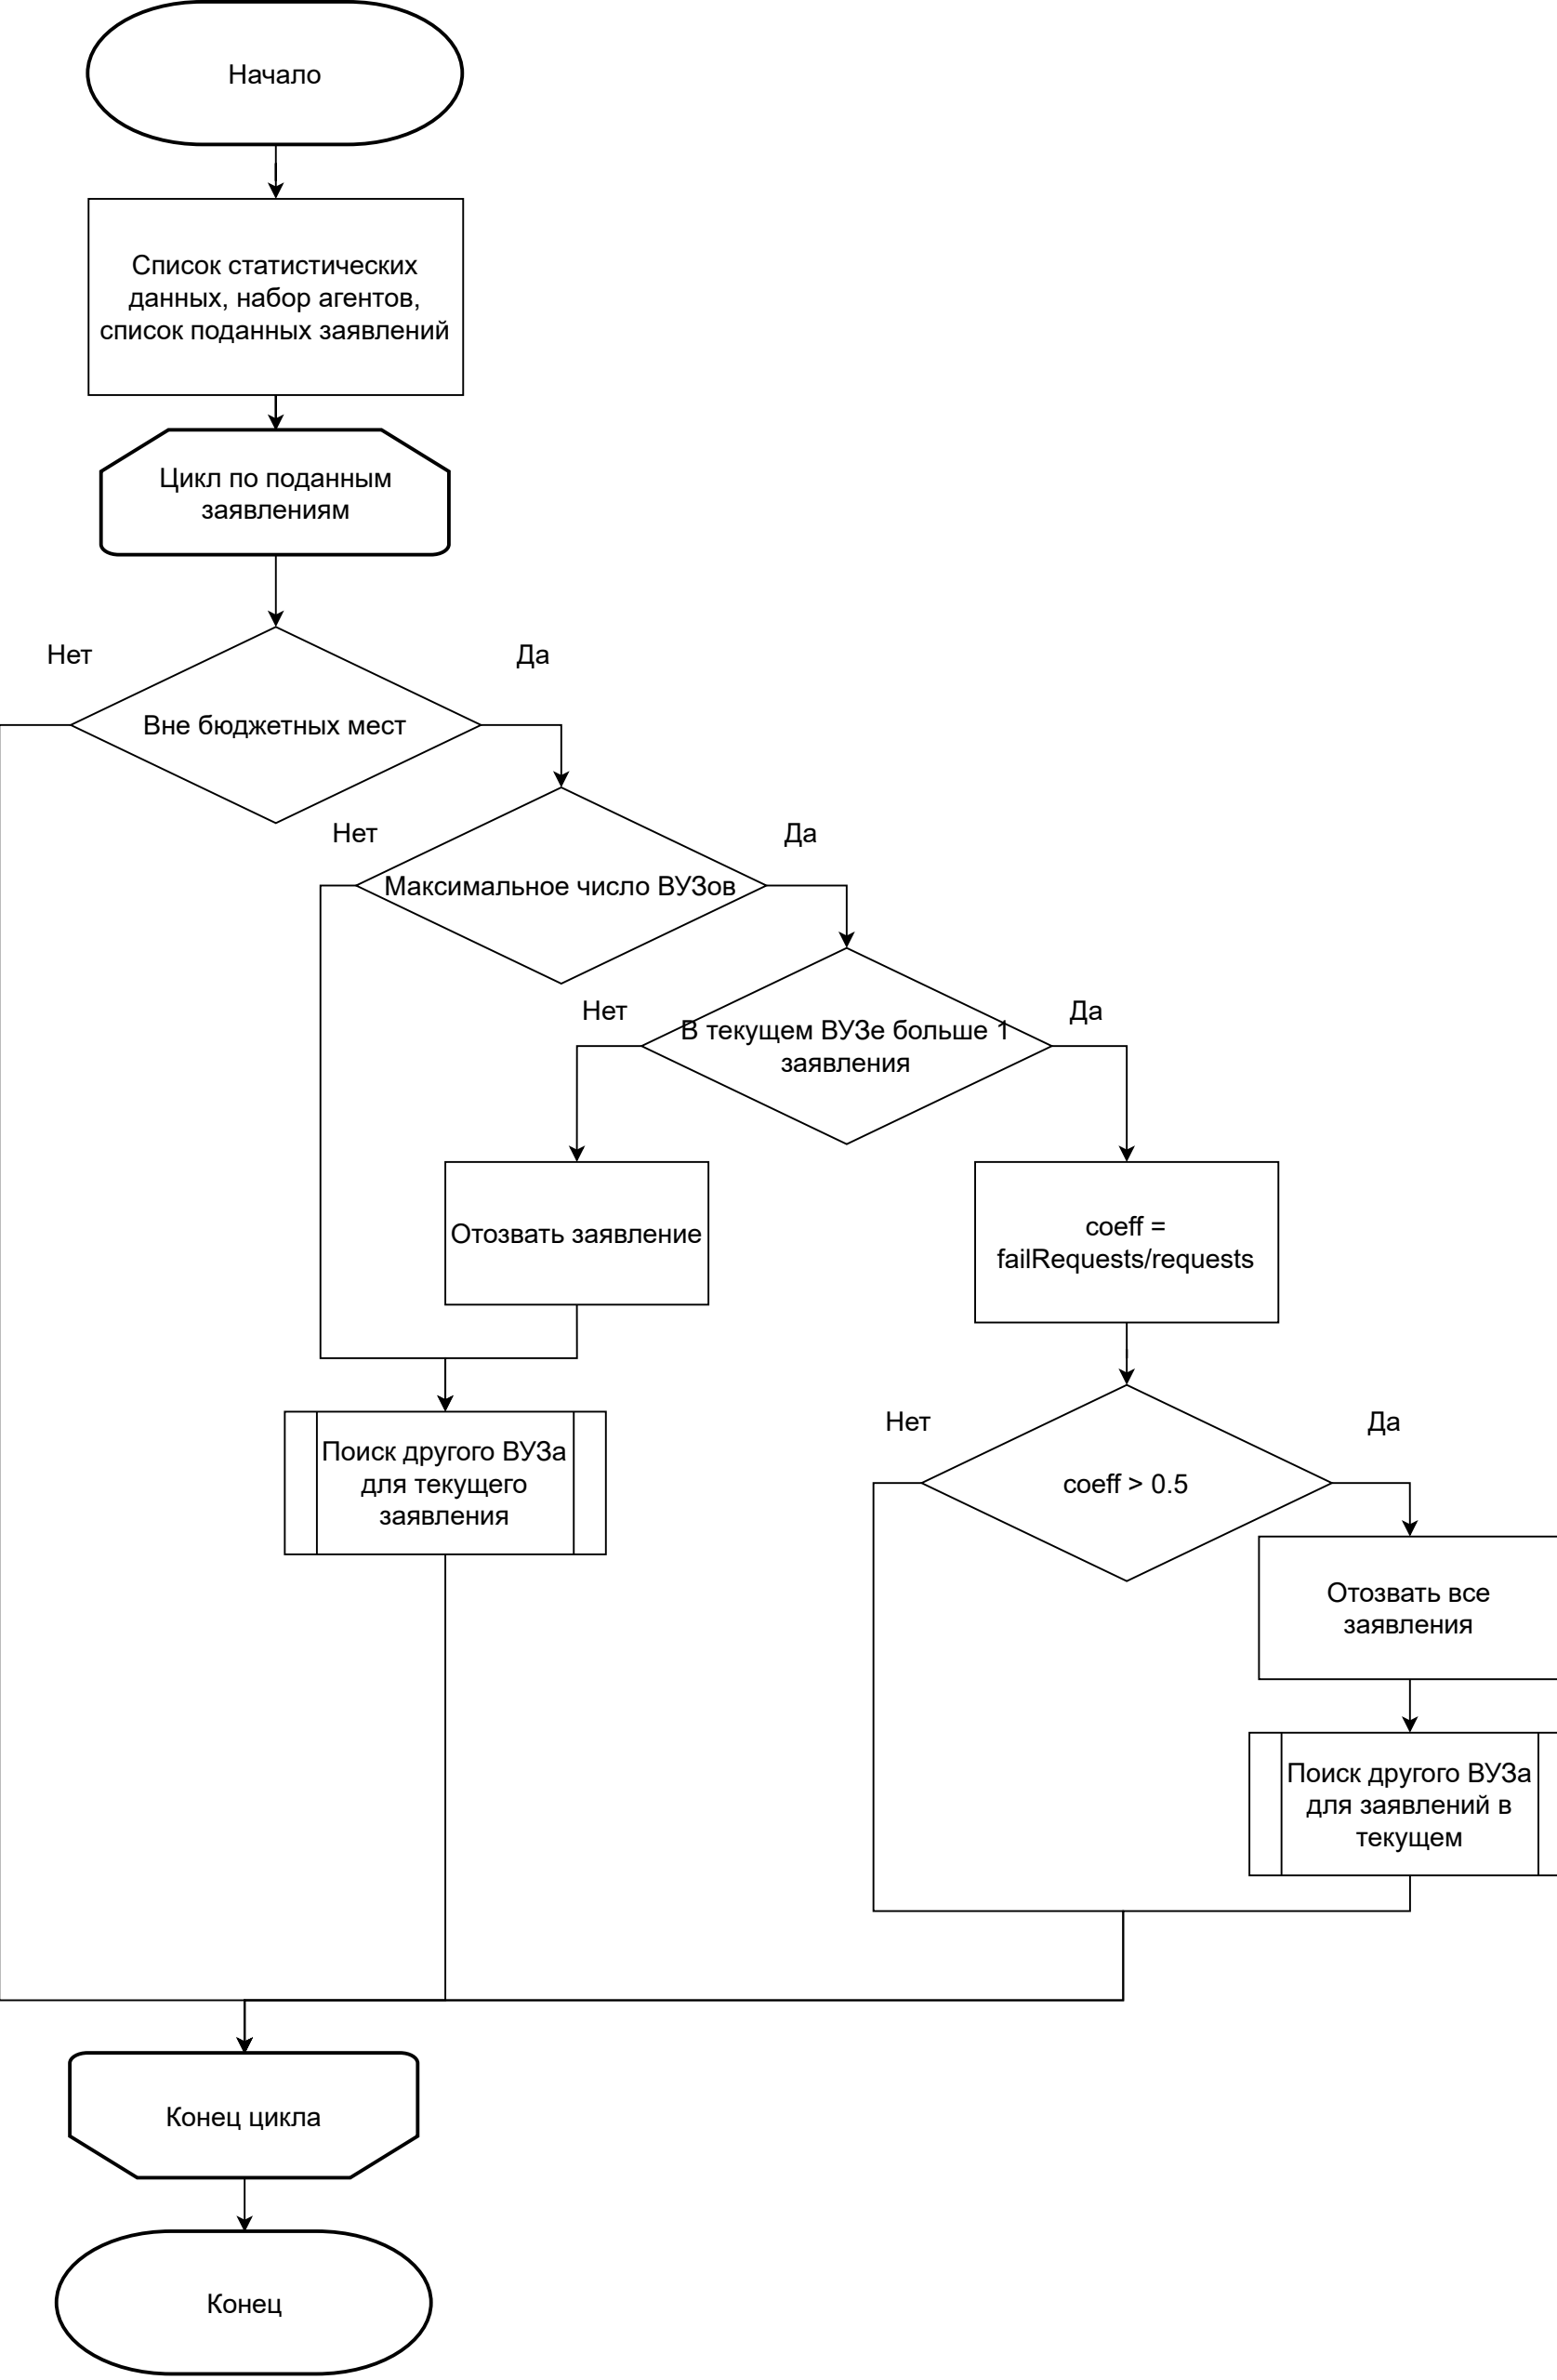 Начало
Список статистических
данных, набор агентов,
список поданных заявлений
Цикл по поданным
заявлениям
Нет
Да
Вне бюджетных мест
Нет
Да
Максимальное число ВУЗов
Нет
Да
В текущем ВУЗе больше 1
заявления
Отозвать заявление
coeff =
failRequests/requests
Нет
Да
Поиск другого ВУЗа
для текущего
заявления
coeff > 0.5
Отозвать все
заявления
Поиск другого ВУЗа
для заявлений в
текущем
Конец цикла
Конец